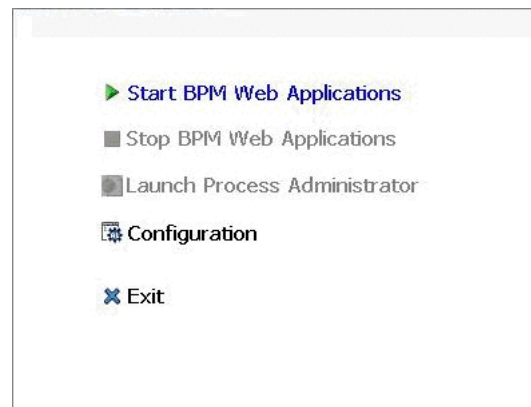 Start BPM Web Applications
Stop BPM Web Applications
Launch Process Administrator
Configuration
Exit